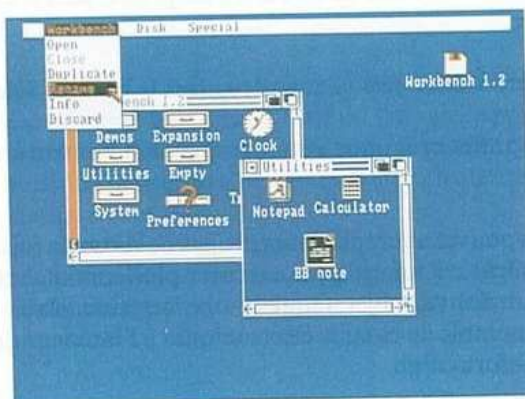 Workbench Disk Special
Open
Close
Duplicate
Rename
Info
Discard
Workbench 1.2
bench 1.2
Demos Expansion Clock
Utilities Empty
System Preferences Tr
Utilities
Notepad Calculator
BB note